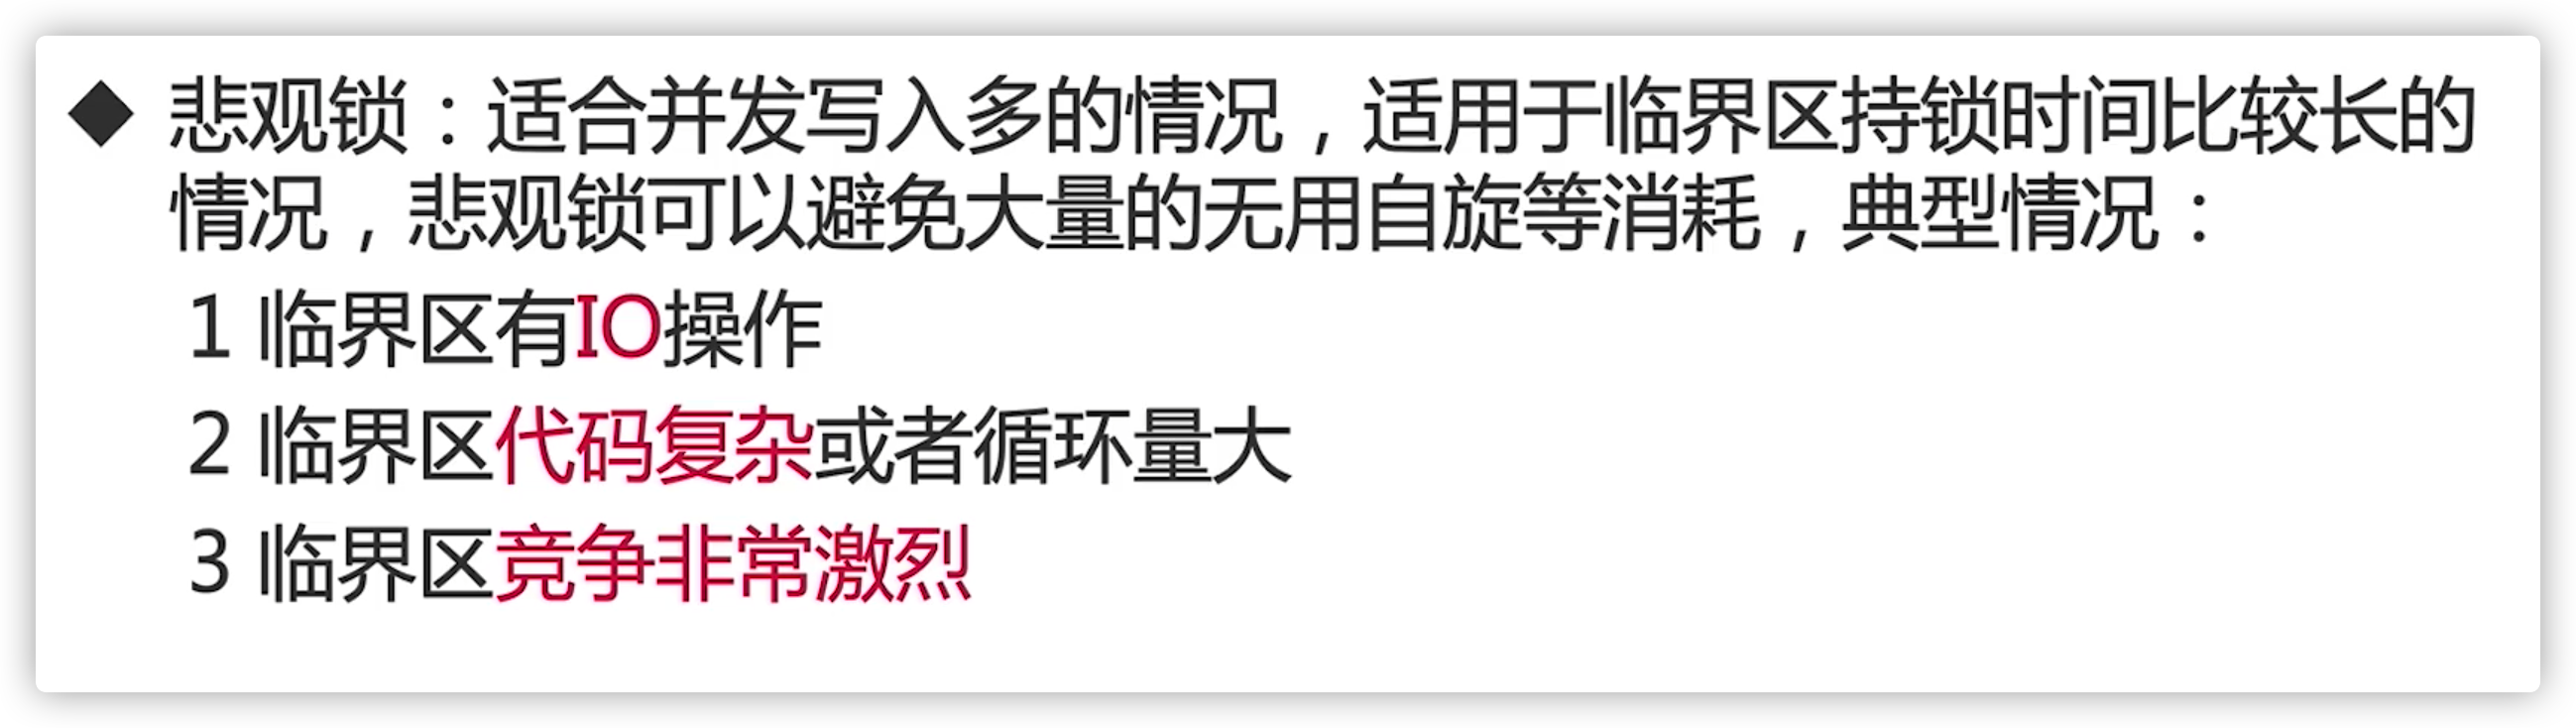 ◆ 悲观锁：适合并发写入多的情况，适用于临界区持锁时间比较长的
情况，悲观锁可以避免大量的无用自旋等消耗，典型情况：
1 临界区有IO操作
2 临界区代码复杂或者循环量大
3 临界区竞争非常激烈